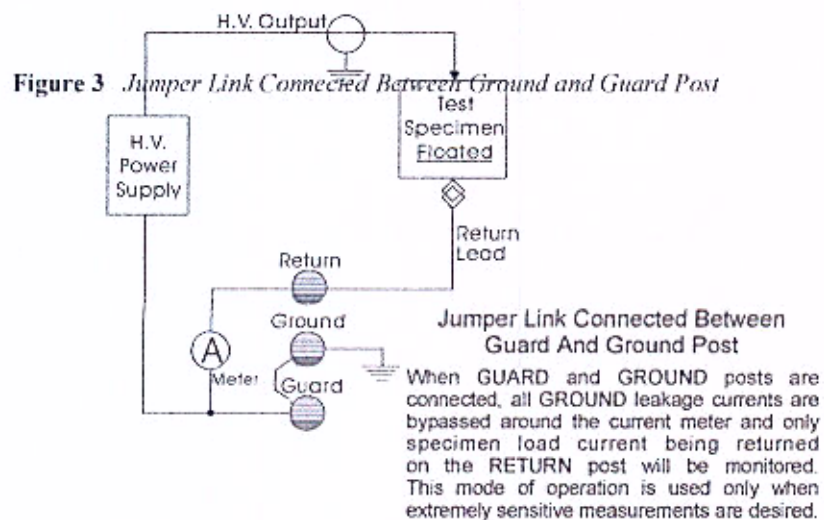 H.V. Output
Figure 3 Jumper Link Connected Between Ground and Guard Post
Test
Specimen
Floated
H.V.
Power
Supply
Return
Lead
Return
Ground
A
Meter
Guard
Jumper Link Connected Between
Guard And Ground Post
When GUARD and GROUND posts are
connected, all GROUND leakage currents are
bypassed around the current meter and only
specimen load current being returned
on the RETURN post will be monitored.
This mode of operation is used only when
extremely sensitive measurements are desired.